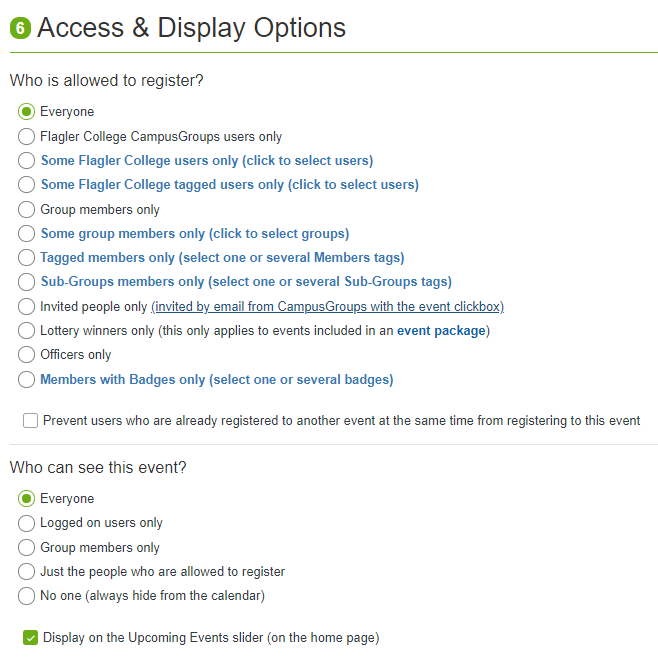 6 Access & Display Options
Who is allowed to register?
Everyone
Flagler College CampusGroups users only
Some Flagler College users only (click to select users)
Some Flagler College tagged users only (click to select users)
Group members only
Some group members only (click to select groups)
Tagged members only (select one or several Members tags)
Sub-Groups members only (select one or several Sub-Groups tags)
Invited people only (invited by email from CampusGroups with the event clickbox)
Lottery winners only (this only applies to events included in an event package)
Officers only
Members with Badges only (select one or several badges)
Prevent users who are already registered to another event at the same time from registering to this event
Who can see this event?
Everyone
Logged on users only
Group members only
Just the people who are allowed to register
No one (always hide from the calendar)
Display on the Upcoming Events slider (on the home page)